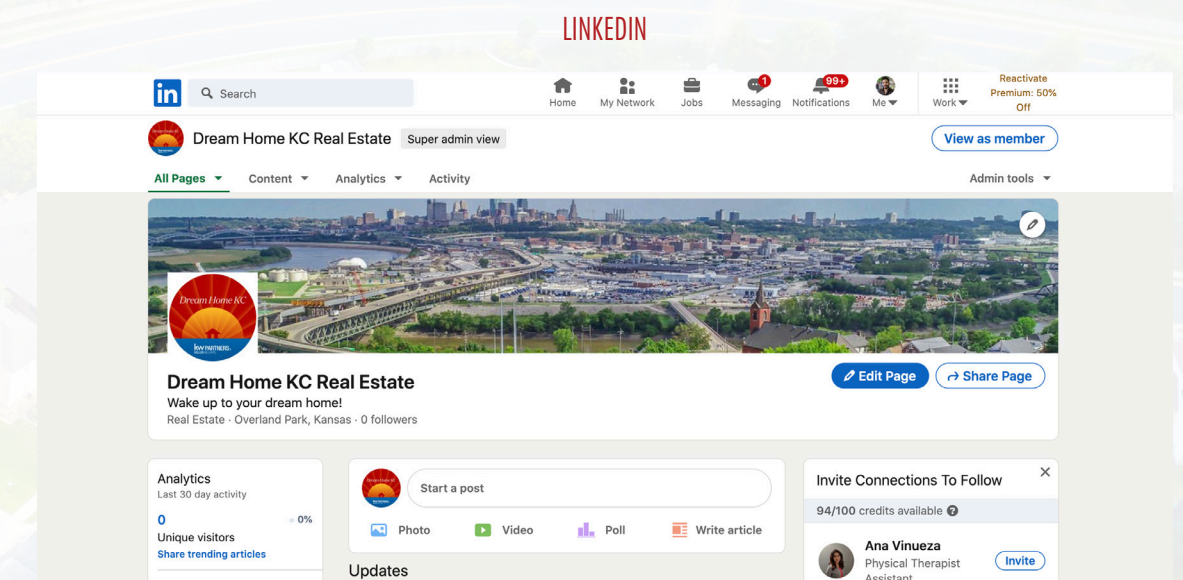 LINKEDIN
in
Search
Home
My Network
Jobs
1
Messaging
99+
Notifications
Me
Work
Reactivate
Premium: 50%
Off
Dream Home KC Real Estate
Super admin view
View as member
All Pages
Content
Analytics
Activity
Admin tools
Dream Home KC
kw PARTNERS.
Dream Home KC Real Estate
Wake up to your dream home!
Real Estate · Overland Park, Kansas · 0 followers
Edit Page
Share Page
Analytics
Last 30 day activity
0
0%
Unique visitors
Share trending articles
Start a post
Photo
Video
Poll
Write article
Updates
Invite Connections To Follow
94/100 credits available ?
Ana Vinueza
Physical Therapist
Assistant
Invite